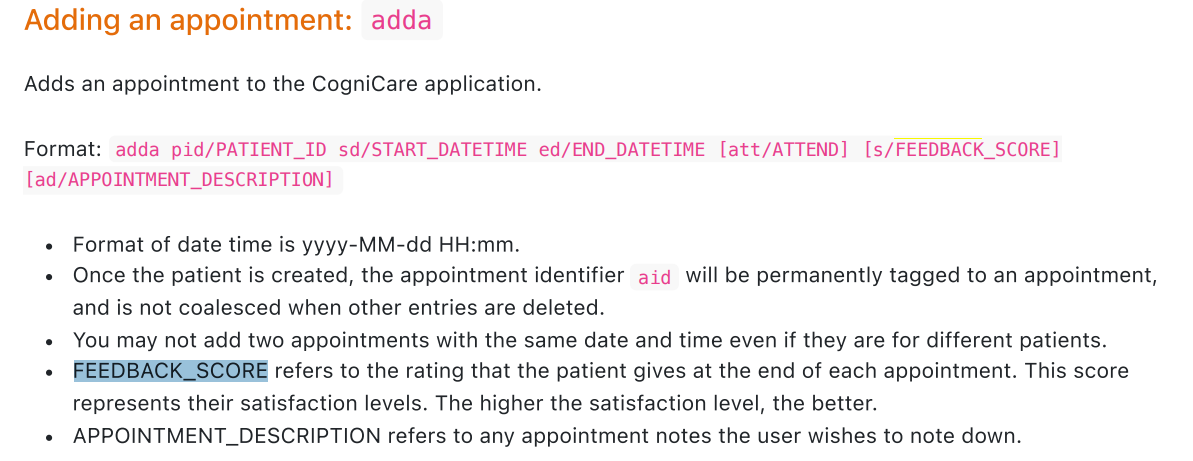 Adding an appointment: adda
Adds an appointment to the CogniCare application.
Format: adda pid/PATIENT_ID sd/START_DATETIME ed/END_DATETIME [att/ATTEND] [s/FEEDBACK_SCORE]
[ad/APPOINTMENT_DESCRIPTION]
• Format of date time is yyyy-MM-dd HH:mm.
• Once the patient is created, the appointment identifier aid will be permanently tagged to an appointment,
and is not coalesced when other entries are deleted.
• You may not add two appointments with the same date and time even if they are for different patients.
• FEEDBACK_SCORE refers to the rating that the patient gives at the end of each appointment. This score
represents their satisfaction levels. The higher the satisfaction level, the better.
• APPOINTMENT_DESCRIPTION refers to any appointment notes the user wishes to note down.